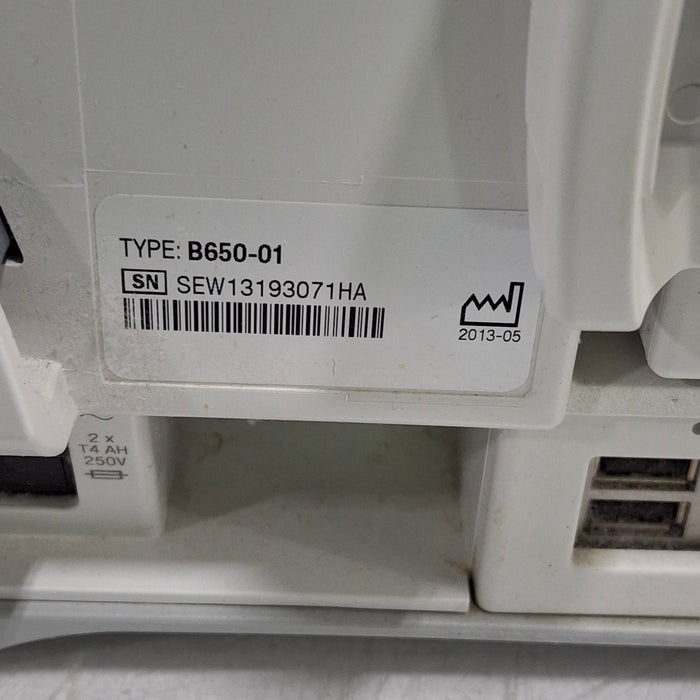 TYPE: B650-01
SN SEW13193071HA
2013-05
2 x
T4 AH
250V